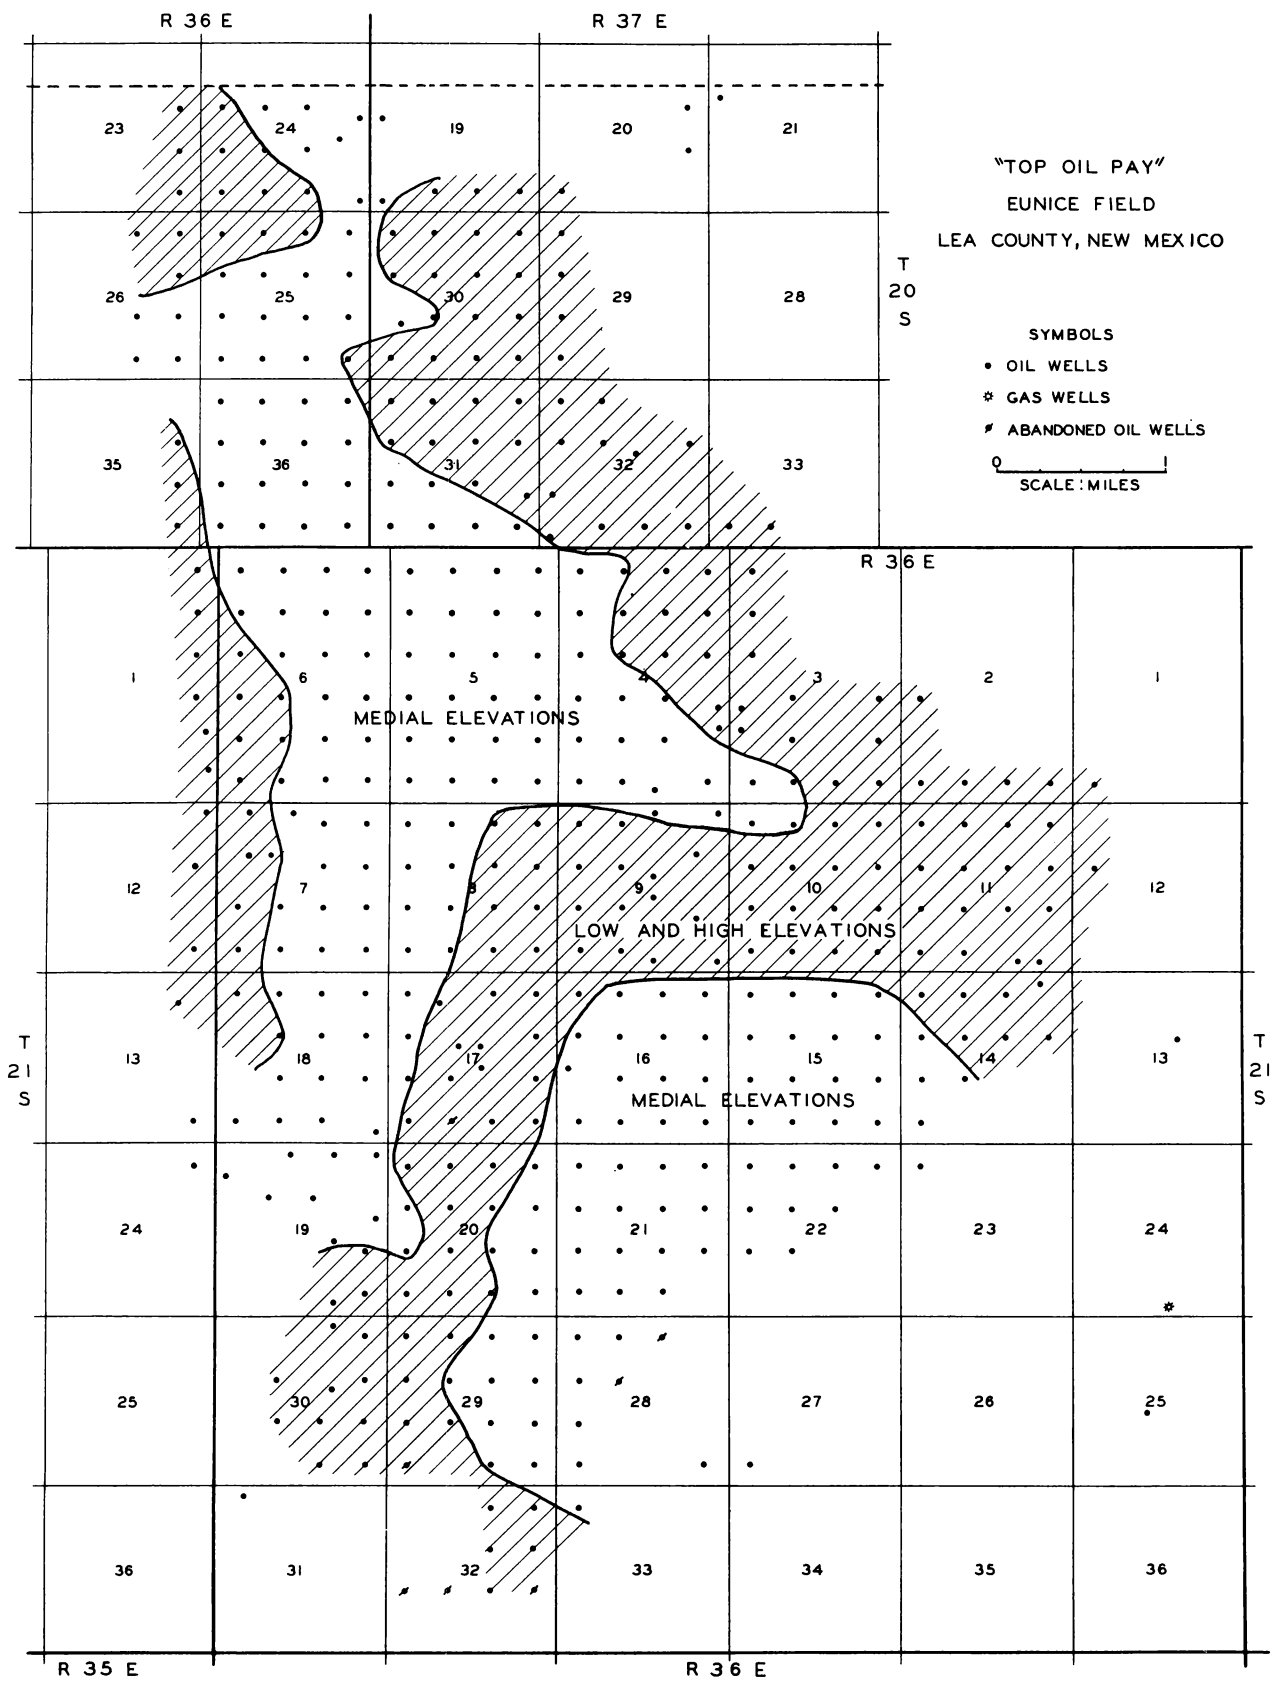 R 36 E R 37 E
23 24 19 20 21
"TOP OIL PAY"
EUNICE FIELD
LEA COUNTY, NEW MEXICO
26 25 30 29 28
T
20
S
SYMBOLS
OIL WELLS
GAS WELLS
ABANDONED OIL WELLS
35 36 31 32 33
0 1
SCALE : MILES
R 36 E
1 6 5 4 3 2 1
MEDIAL ELEVATIONS
12 7 8 9 10 11 12
LOW AND HIGH ELEVATIONS
T
21
S
13 18 17 16 15 14 13
T
21
S
MEDIAL ELEVATIONS
24 19 20 21 22 23 24
25 30 29 28 27 26 25
36 31 32 33 34 35 36
R 35 E R 36 E